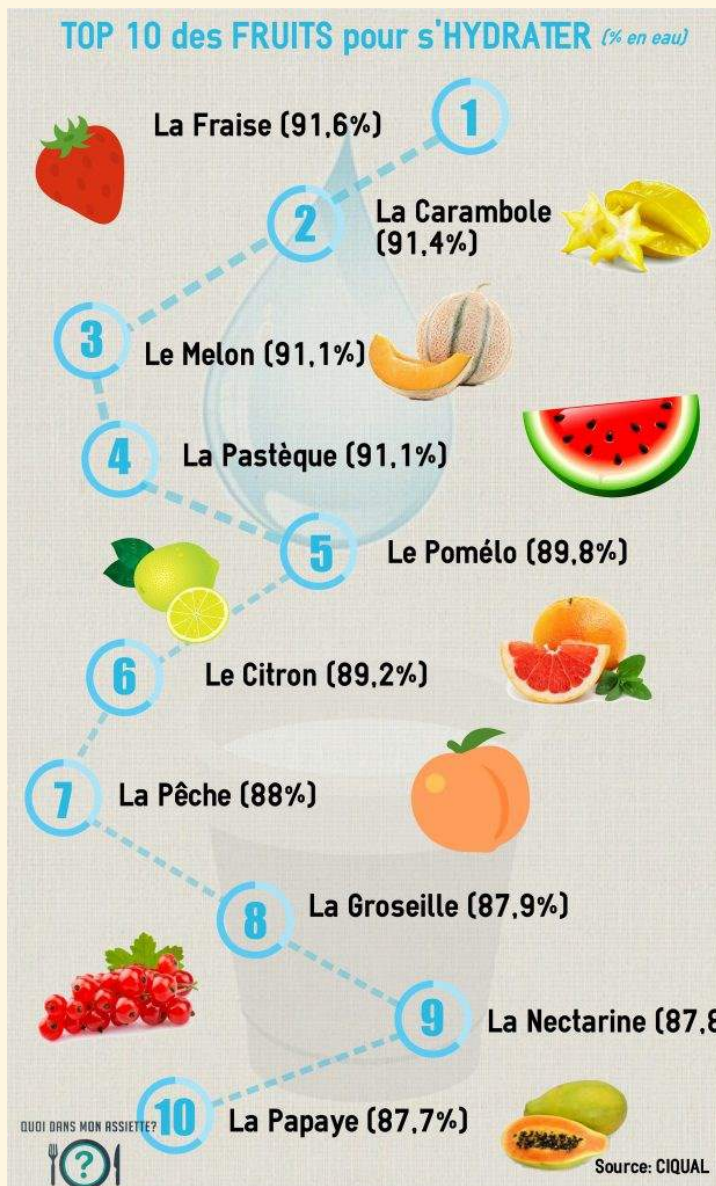 TOP 10 des FRUITS pour s'HYDRATER (% en eau)
1
La Fraise (91,6%)
2
La Carambole
(91,4%)
3
Le Melon (91,1%)
4
La Pastèque (91,1%)
5
Le Pomélo (89,8%)
6
Le Citron (89,2%)
7
La Pêche (88%)
8
La Groseille (87,9%)
9
La Nectarine (87,8
10
La Papaye (87,7%)
QUOI DANS MON ASSIETTE?
?
Source: CIQUAL